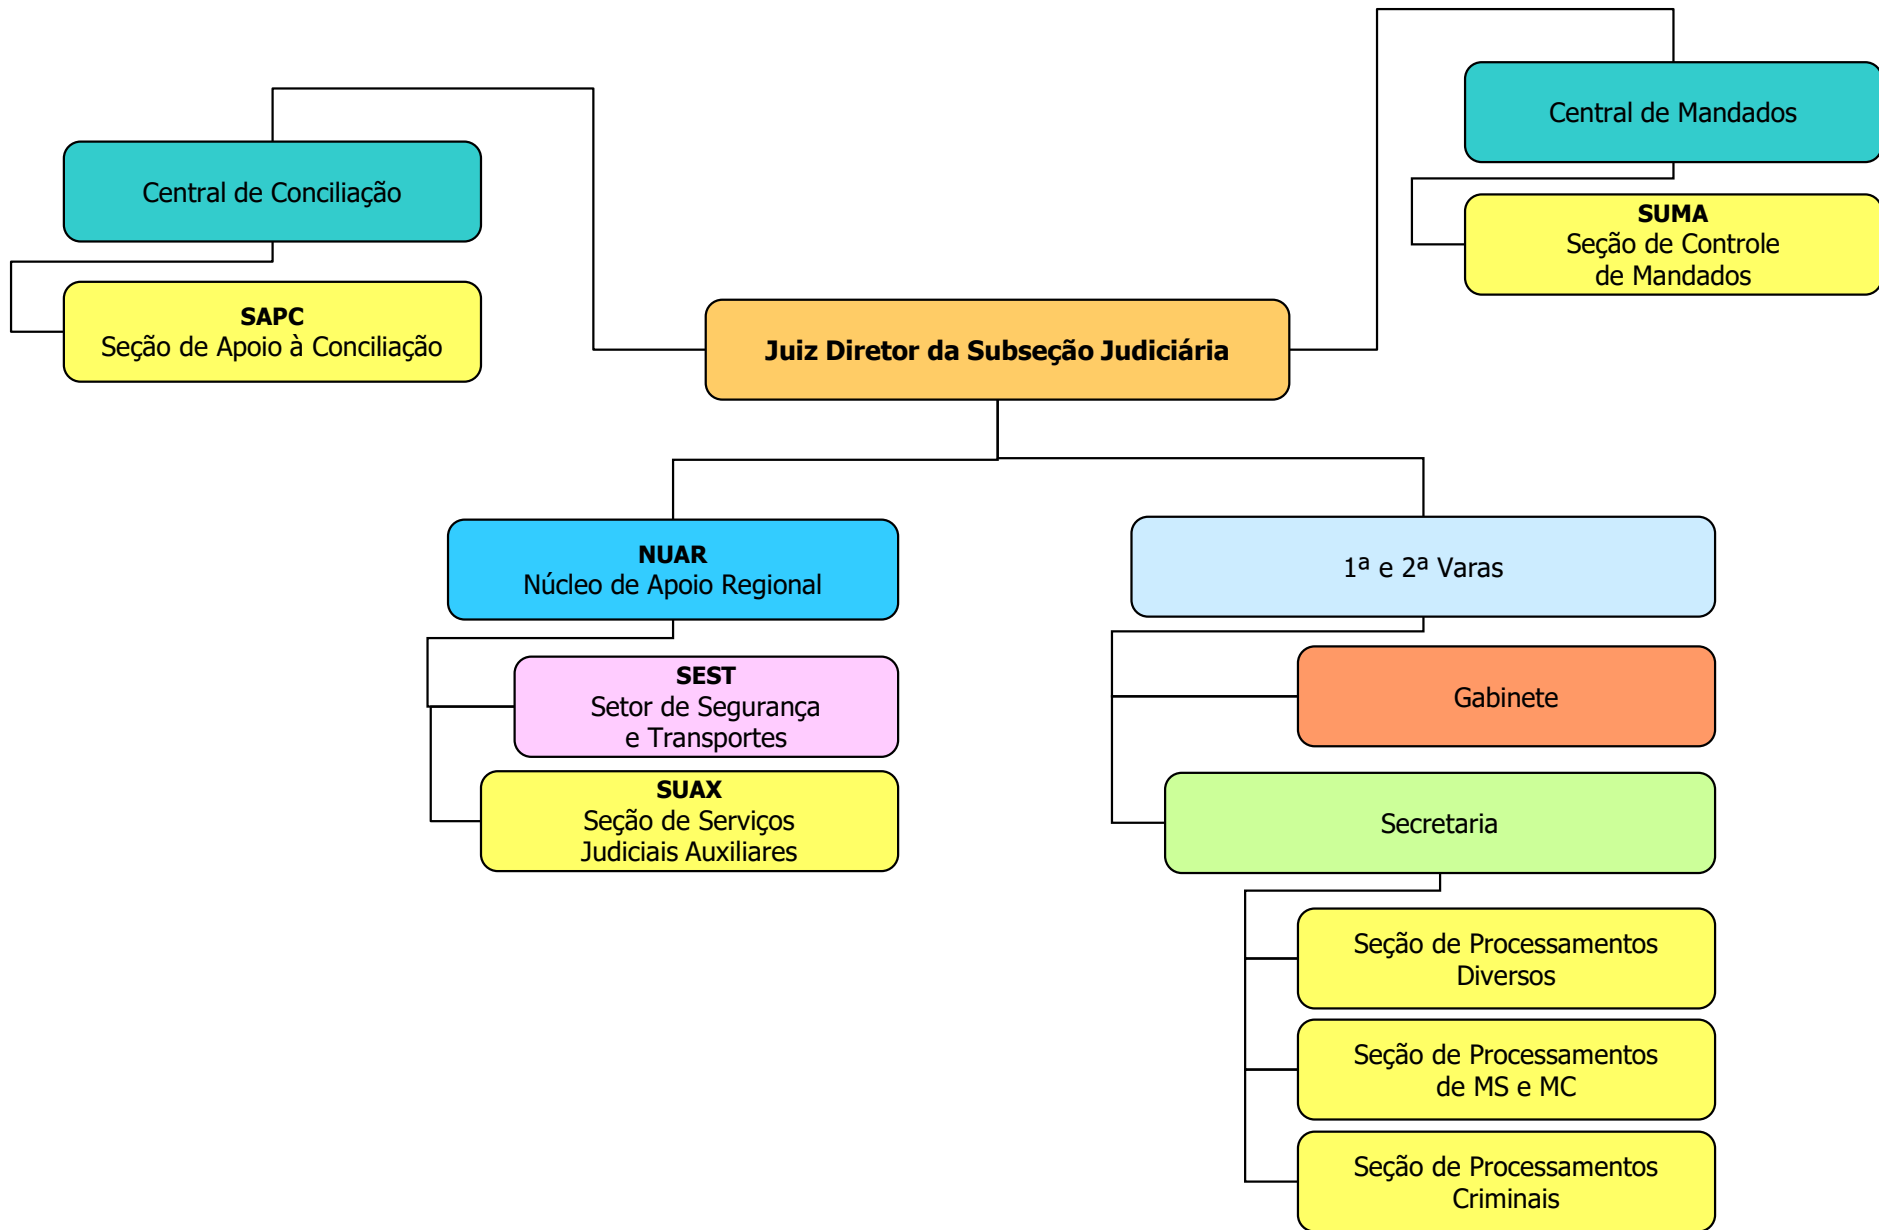 Central de Mandados
Central de Conciliação
SUMA
Seção de Controle
de Mandados
SAPC
Seção de Apoio à Conciliação
Juiz Diretor da Subseção Judiciária
NUAR
Núcleo de Apoio Regional
SEST
Setor de Segurança
e Transportes
SUAX
Seção de Serviços
Judiciais Auxiliares
1ª e 2ª Varas
Gabinete
Secretaria
Seção de Processamentos
Diversos
Seção de Processamentos
de MS e MC
Seção de Processamentos
Criminais